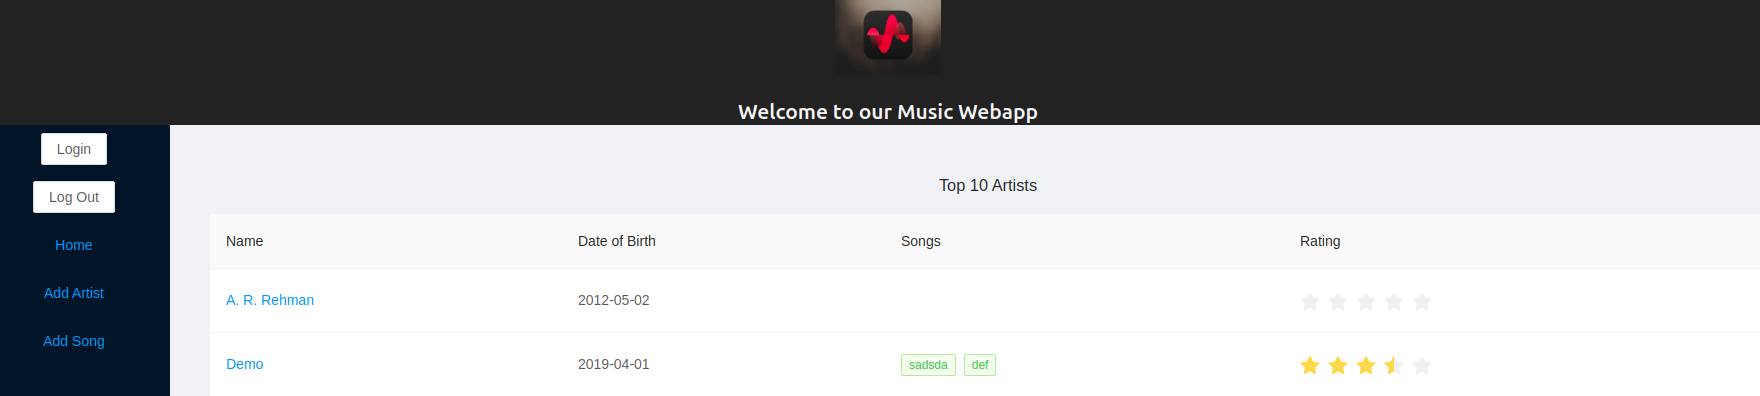 Welcome to our Music Webapp
Login
Log Out
Home
Add Artist
Add Song
Top 10 Artists
Name Date of Birth Songs Rating
A. R. Rehman 2012-05-02
Demo 2019-04-01 sadsda def